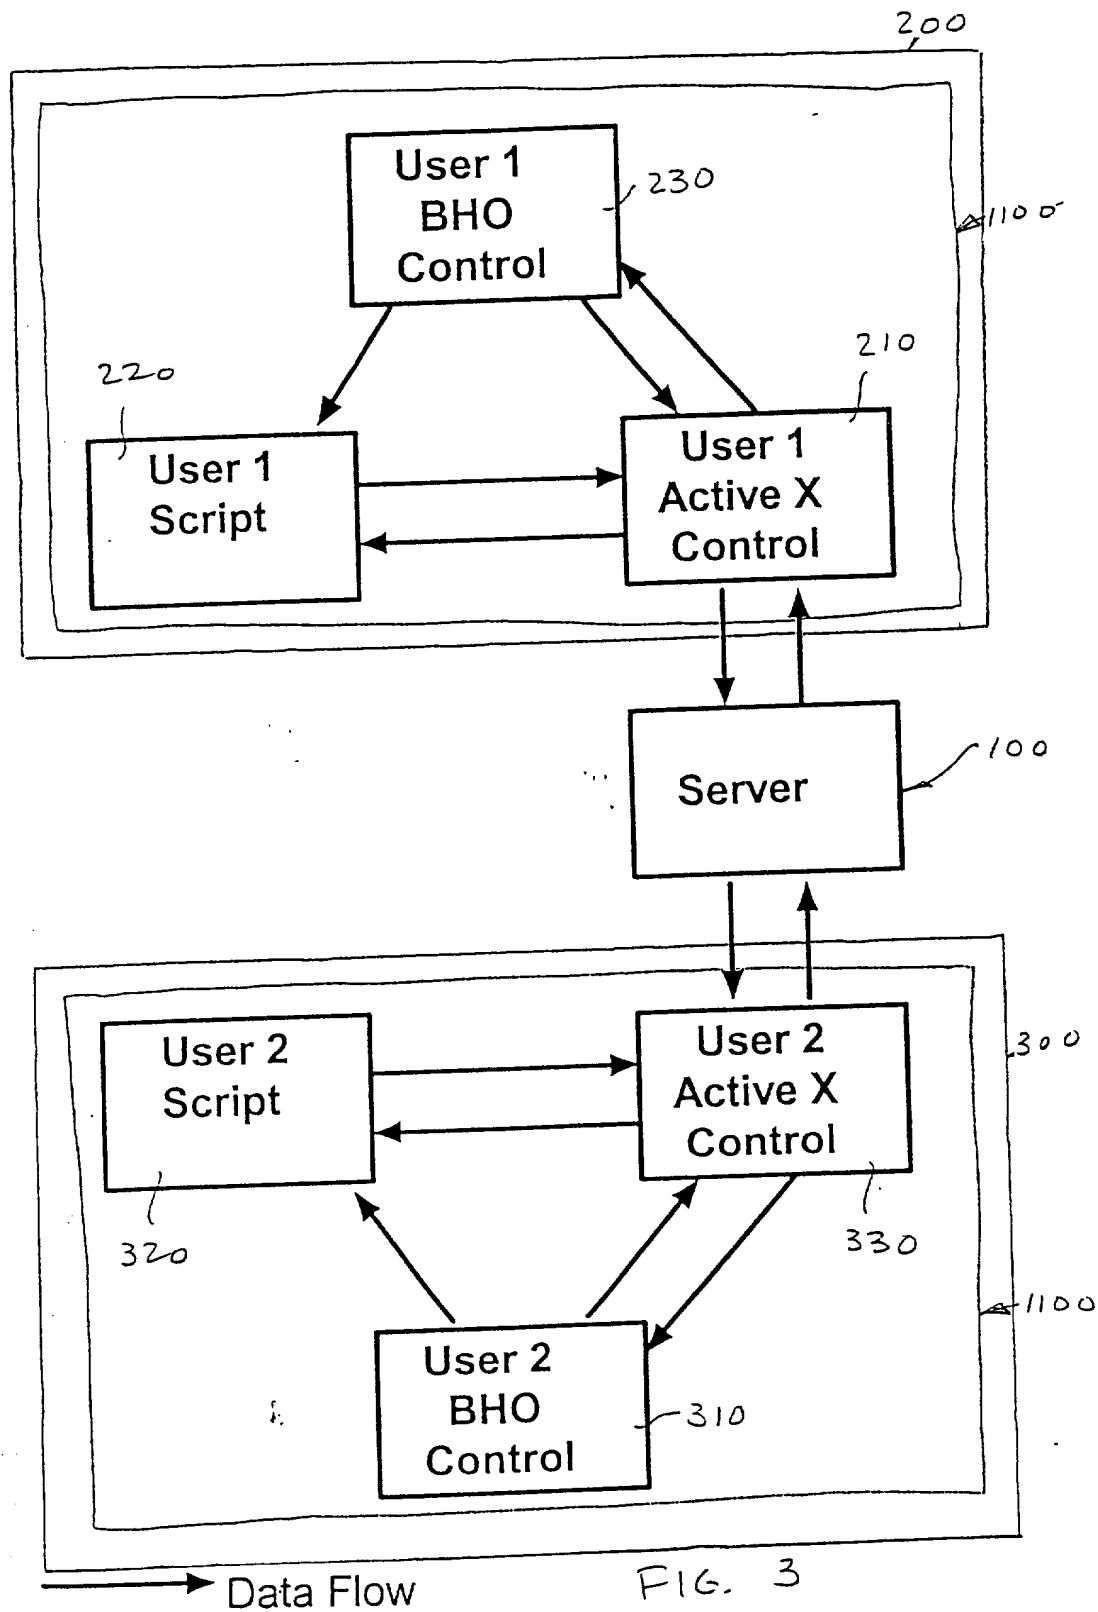 200
User 1
BHO
Control
230
1100
220
210
User 1
Script
User 1
Active X
Control
Server
100
User 2
Script
User 2
Active X
Control
300
320
330
1100
User 2
BHO
Control
310
Data Flow
FIG. 3